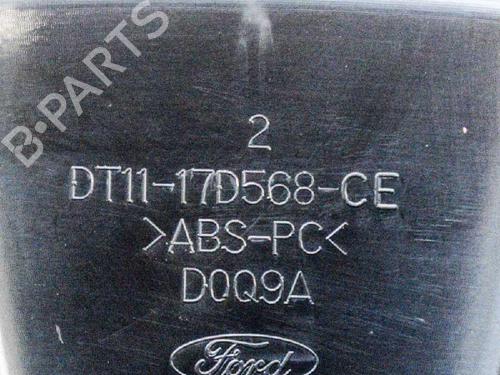 B-PARTS
2
DT11-17D568-CE
>ABS-PC<
D0Q9A
Ford